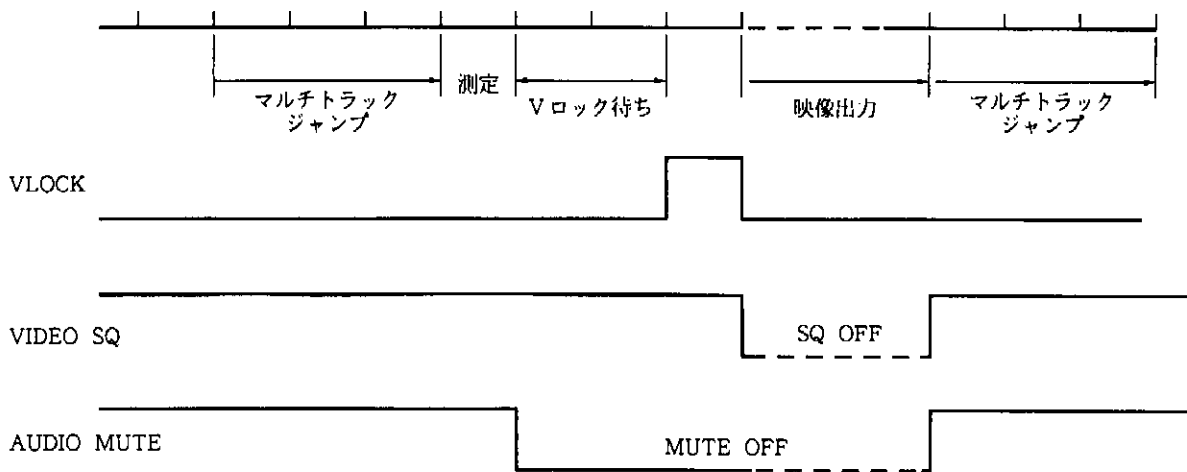 マルチトラック
ジャンプ
測定
Vロック待ち
映像出力
マルチトラック
ジャンプ
VLOCK
VIDEO SQ
SQ OFF
AUDIO MUTE
MUTE OFF